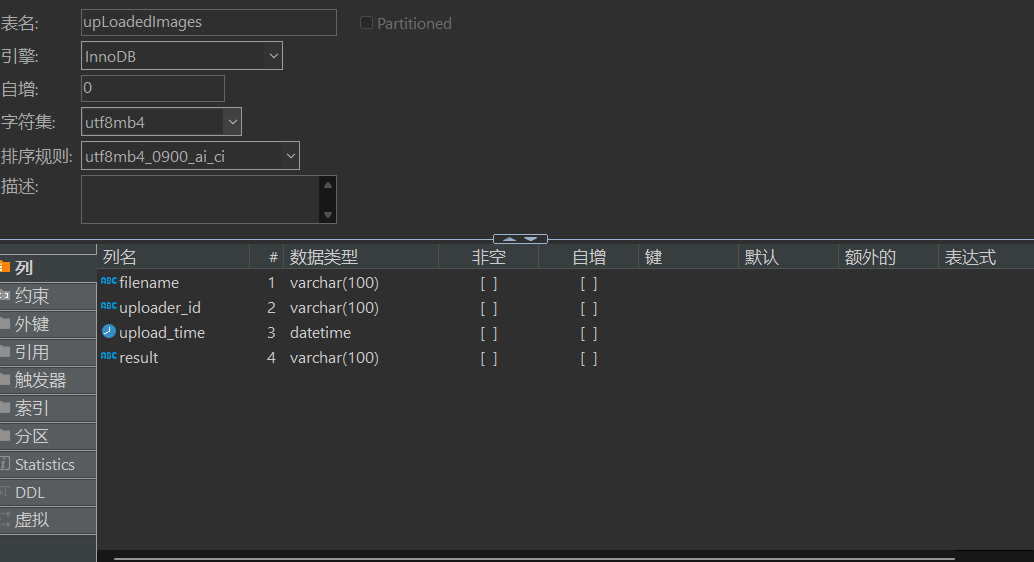 表名: upLoadedImages Partitioned
引擎: InnoDB
自增: 0
字符集: utf8mb4
排序规则: utf8mb4_0900_ai_ci
描述:
列名 # 数据类型 非空 自增 键 默认 额外的 表达式
ABC filename 1 varchar(100) [ ] [ ]
ABC uploader_id 2 varchar(100) [ ] [ ]
upload_time 3 datetime [ ] [ ]
ABC result 4 varchar(100) [ ] [ ]
列
约束
外键
引用
触发器
索引
分区
Statistics
DDL
虚拟